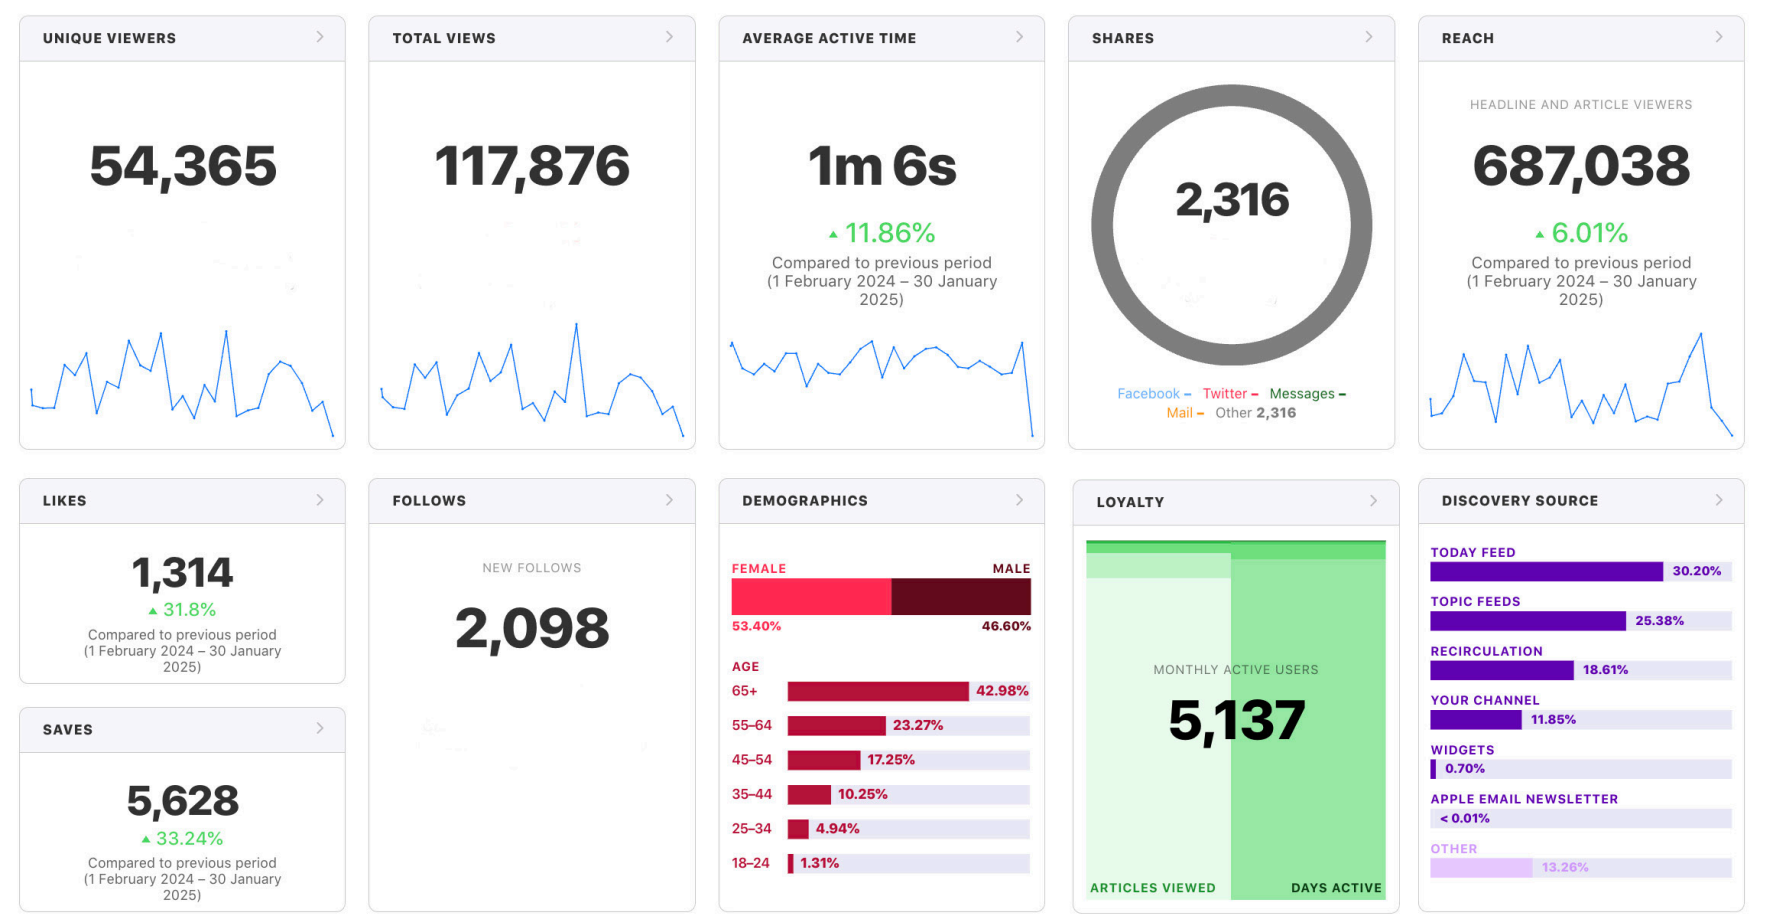 UNIQUE VIEWERS
54,365
TOTAL VIEWS
117,876
AVERAGE ACTIVE TIME
1m 6s
11.86%
Compared to previous period
(1 February 2024 – 30 January
2025)
SHARES
2,316
Facebook – Twitter – Messages –
Mail – Other 2,316
REACH
HEADLINE AND ARTICLE VIEWERS
687,038
6.01%
Compared to previous period
(1 February 2024 – 30 January
2025)
LIKES
1,314
31.8%
Compared to previous period
(1 February 2024 – 30 January
2025)
SAVES
5,628
33.24%
Compared to previous period
(1 February 2024 – 30 January
2025)
FOLLOWS
NEW FOLLOWS
2,098
DEMOGRAPHICS
FEMALE MALE
53.40% 46.60%
AGE
65+ 42.98%
55–64 23.27%
45–54 17.25%
35–44 10.25%
25–34 4.94%
18–24 1.31%
LOYALTY
MONTHLY ACTIVE USERS
5,137
ARTICLES VIEWED DAYS ACTIVE
DISCOVERY SOURCE
TODAY FEED
30.20%
TOPIC FEEDS
25.38%
RECIRCULATION
18.61%
YOUR CHANNEL
11.85%
WIDGETS
0.70%
APPLE EMAIL NEWSLETTER
< 0.01%
OTHER
13.26%